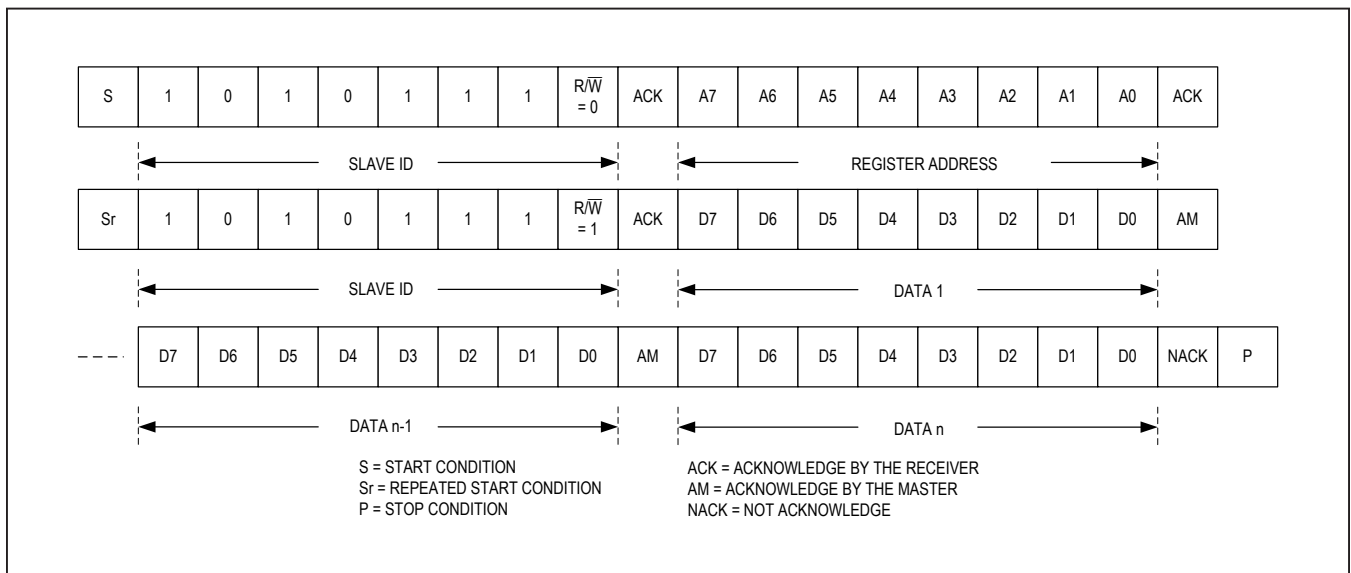 S 1 0 1 0 1 1 1 R/W̅ = 0 ACK A7 A6 A5 A4 A3 A2 A1 A0 ACK
SLAVE ID REGISTER ADDRESS
Sr 1 0 1 0 1 1 1 R/W̅ = 1 ACK D7 D6 D5 D4 D3 D2 D1 D0 AM
SLAVE ID DATA 1
D7 D6 D5 D4 D3 D2 D1 D0 AM D7 D6 D5 D4 D3 D2 D1 D0 NACK P
DATA n-1 DATA n
S = START CONDITION
Sr = REPEATED START CONDITION
P = STOP CONDITION
ACK = ACKNOWLEDGE BY THE RECEIVER
AM = ACKNOWLEDGE BY THE MASTER
NACK = NOT ACKNOWLEDGE